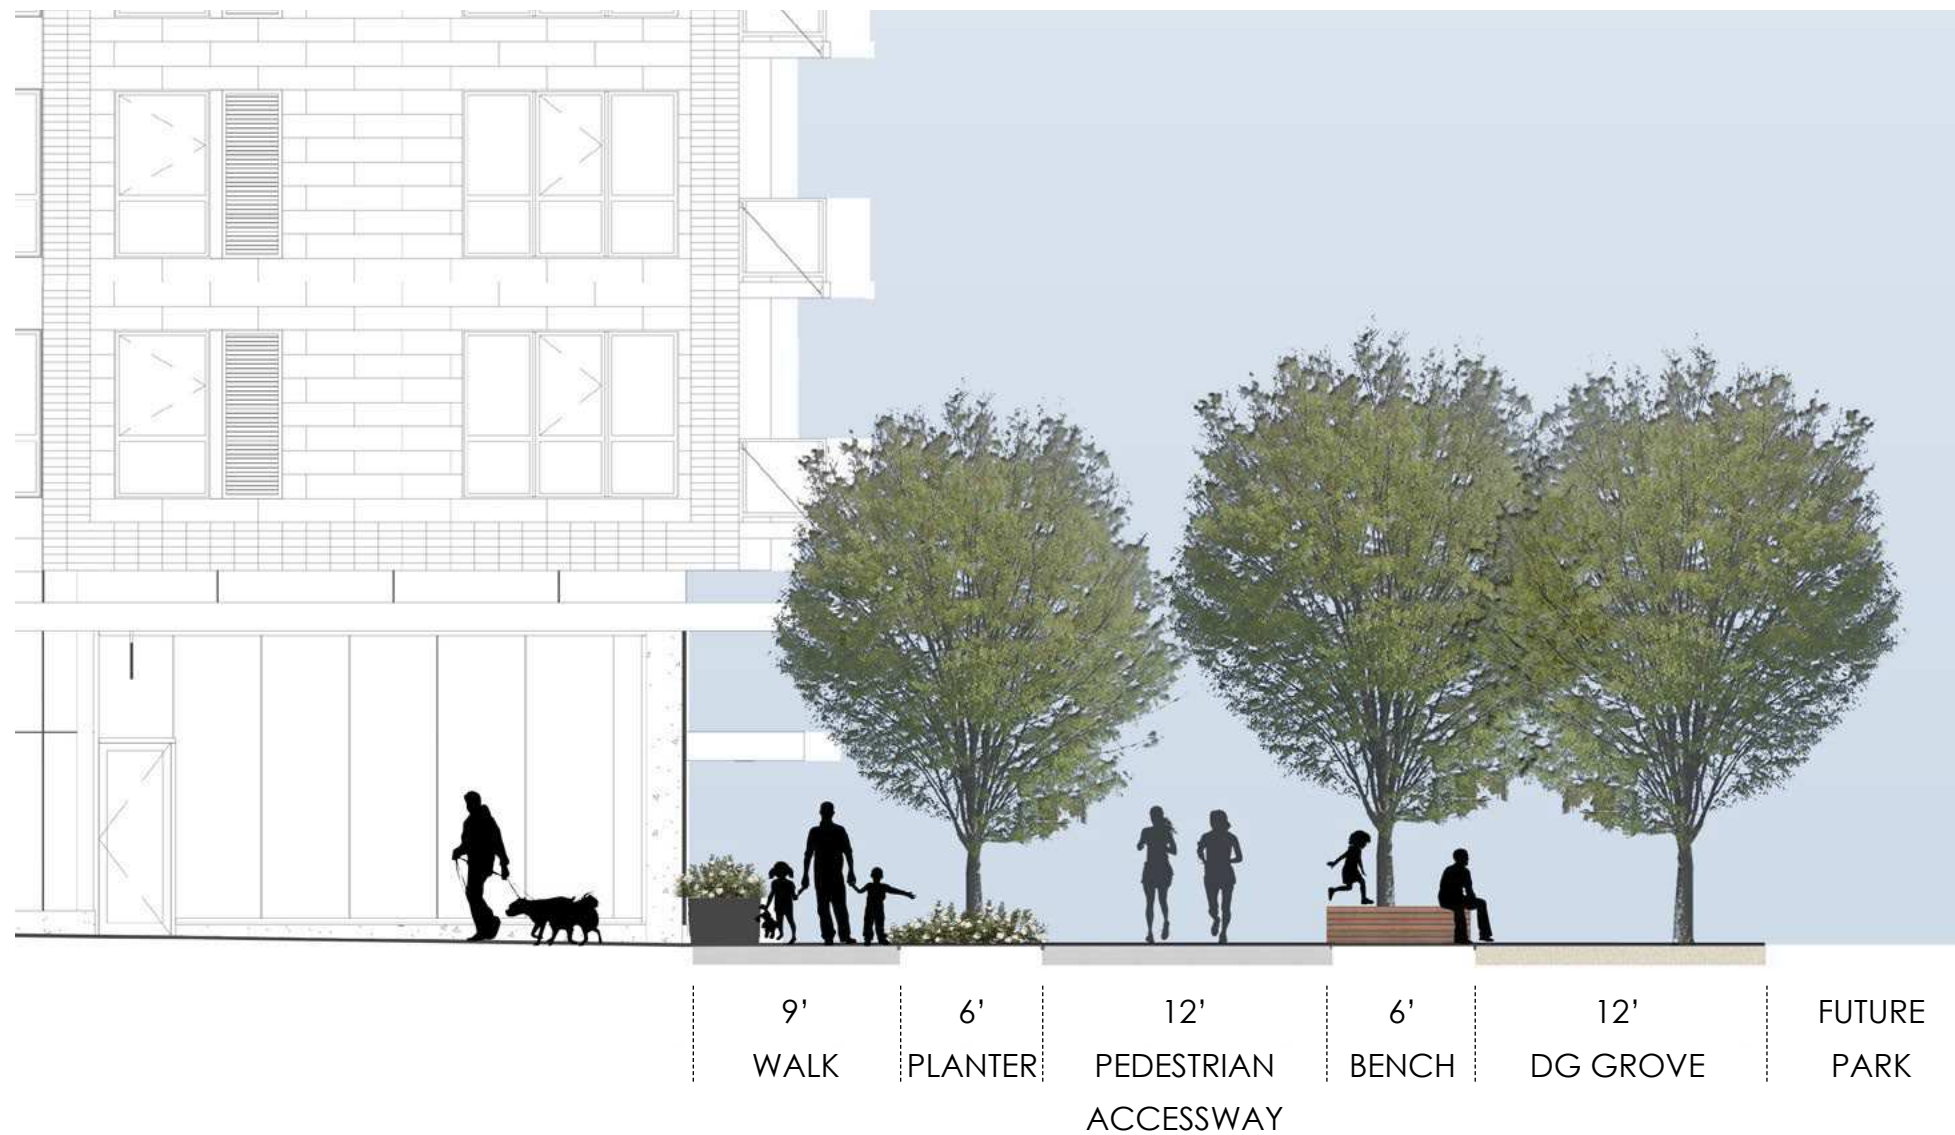 9’ 6’ 12’ 6’ 12’ FUTURE
WALK PLANTER PEDESTRIAN BENCH DG GROVE PARK
ACCESSWAY